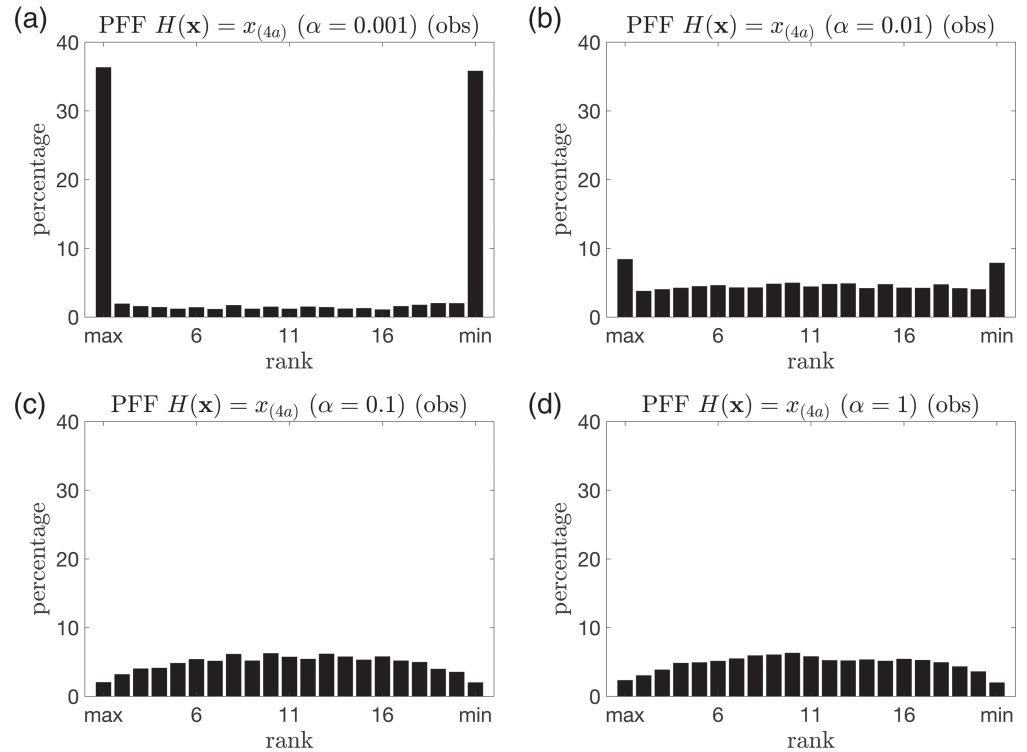 (a) PFF H(x) = x(4a) (α = 0.001) (obs)
40
30
20
10
0
percentage
max 6 11 16 min
rank
(b) PFF H(x) = x(4a) (α = 0.01) (obs)
40
30
20
10
0
percentage
max 6 11 16 min
rank
(c) PFF H(x) = x(4a) (α = 0.1) (obs)
40
30
20
10
0
percentage
max 6 11 16 min
rank
(d) PFF H(x) = x(4a) (α = 1) (obs)
40
30
20
10
0
percentage
max 6 11 16 min
rank